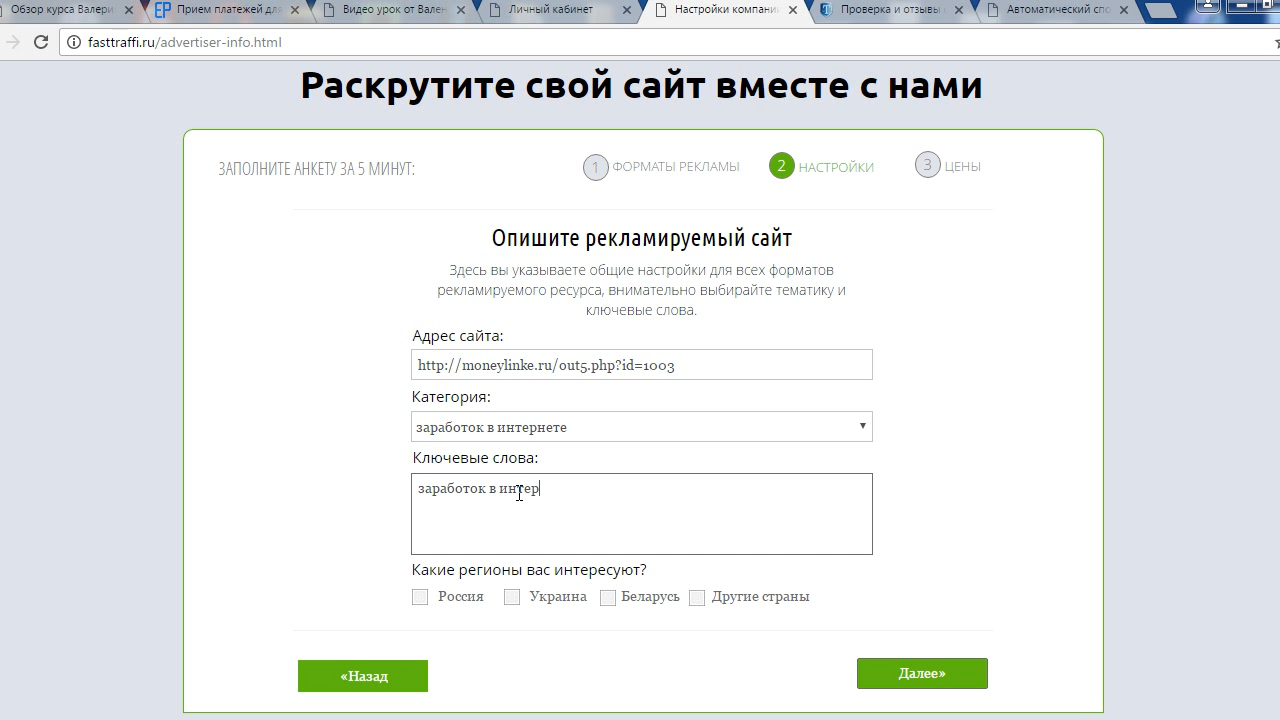 Обзор курса Валери
Прием платежей для
Видео урок от Вален
Личный кабинет
Настройки компани
Проверка и отзывы
Автоматический спо
fasttraffi.ru/advertiser-info.html
Раскрутите свой сайт вместе с нами
ЗАПОЛНИТЕ АНКЕТУ ЗА 5 МИНУТ:
1 ФОРМАТЫ РЕКЛАМЫ
2 НАСТРОЙКИ
3 ЦЕНЫ
Опишите рекламируемый сайт
Здесь вы указываете общие настройки для всех форматов
рекламируемого ресурса, внимательно выбирайте тематику и
ключевые слова.
Адрес сайта:
http://moneylinke.ru/out5.php?id=1003
Категория:
заработок в интернете
Ключевые слова:
заработок в интер
Какие регионы вас интересуют?
Россия Украина Беларусь Другие страны
«Назад
Далее»